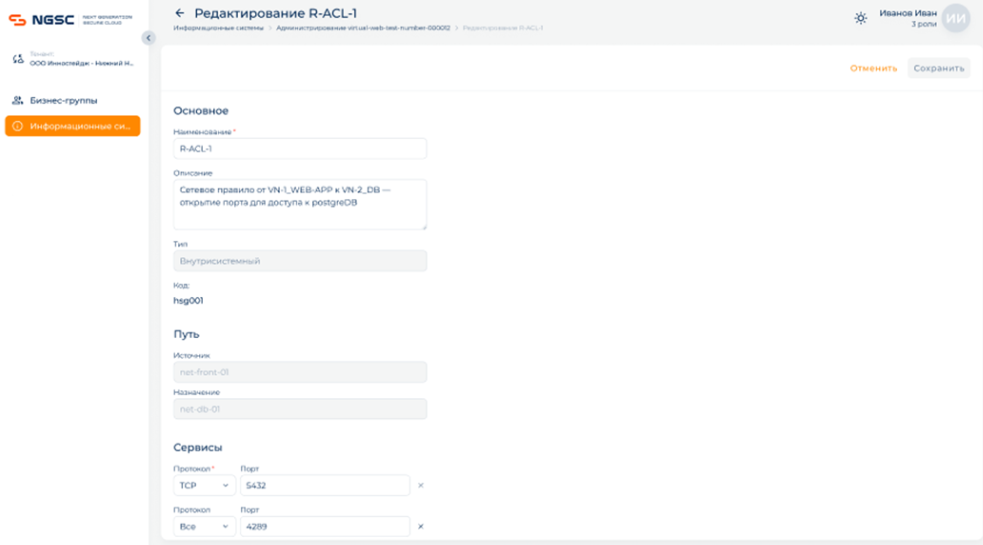 NGSC
NEXT GENERATION
SECURE CLOUD
Тенант:
ООО Инностейдж - Нижний Н...
Бизнес-группы
Информационные си...
← Редактирование R-ACL-1
Информационные системы > Администрирование virtual-web-test-number-000012 > Редактирование R-ACL-1
Иванов Иван
3 роли
ИИ
Отменить
Сохранить
Основное
Наименование*
R-ACL-1
Описание
Сетевое правило от VN-1_WEB-APP к VN-2_DB —
открытие порта для доступа к postgreDB
Тип
Внутрисистемный
Код:
hsg001
Путь
Источник
net-front-01
Назначение
net-db-01
Сервисы
Протокол* Порт
TCP 5432 ×
Протокол Порт
Все 4289 ×